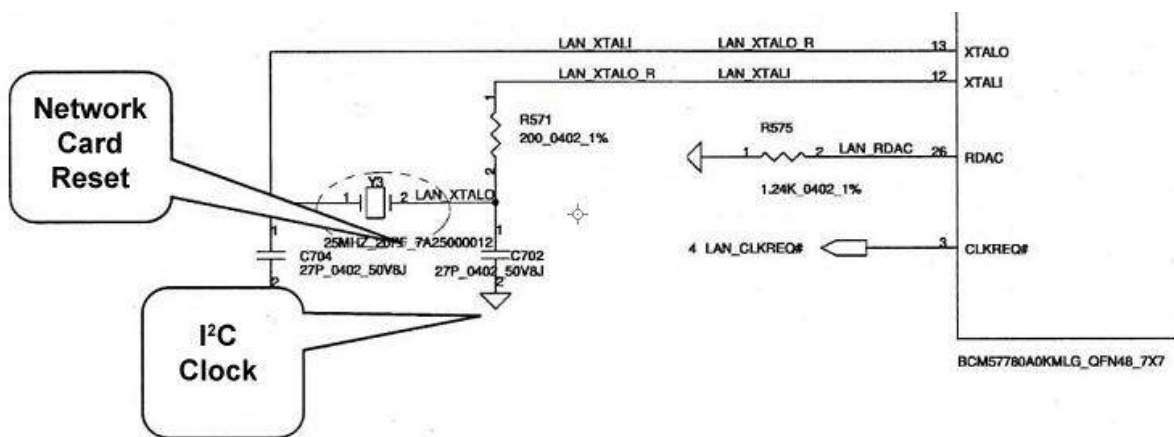 LAN_XTALI LAN_XTALO_R 13 XTALO
LAN_XTALO_R LAN_XTALI 12 XTALI
Network
Card
Reset
1
R571
200_0402_1%
2
R575
1 2 LAN_RDAC 26 RDAC
1.24K_0402_1%
Y3
1 2 LAN_XTALO
25MHZ_20PF_7A25000012
1
C704
27P_0402_50V8J
2
1
C702
27P_0402_50V8J
2
4 LAN_CLKREQ# 3 CLKREQ#
I²C
Clock
BCM57780A0KMLG_QFN48_7X7